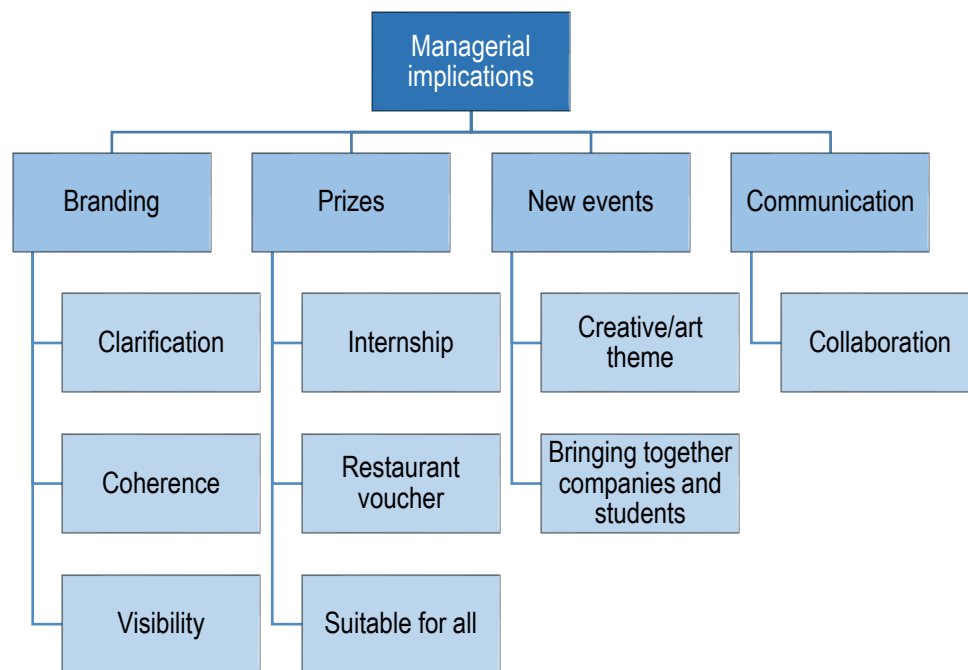 Managerial
implications
Branding
Prizes
New events
Communication
Clarification
Internship
Creative/art
theme
Collaboration
Coherence
Restaurant
voucher
Bringing together
companies and
students
Visibility
Suitable for all